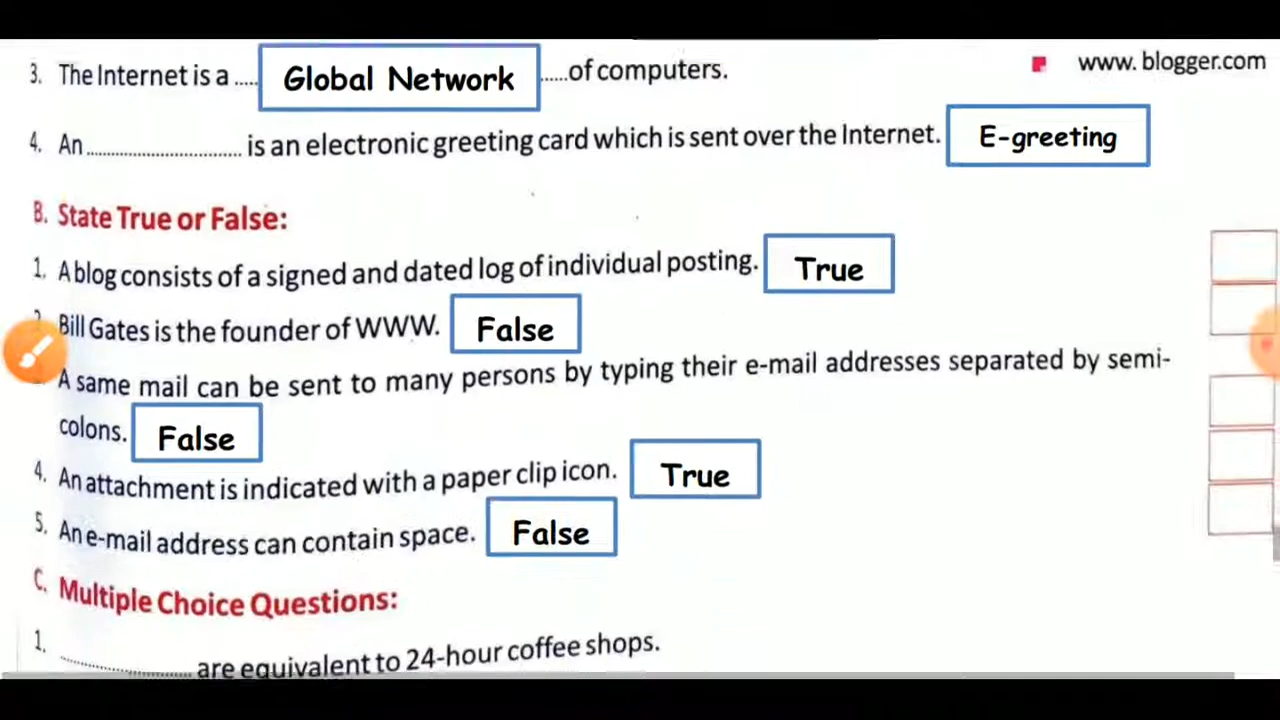 3. The Internet is a ..... Global Network .....of computers.
www. blogger.com
4. An .............................. is an electronic greeting card which is sent over the Internet. E-greeting
B. State True or False:
1. A blog consists of a signed and dated log of individual posting. True
Bill Gates is the founder of WWW. False
A same mail can be sent to many persons by typing their e-mail addresses separated by semi-
colons. False
4. An attachment is indicated with a paper clip icon. True
5. An e-mail address can contain space. False
C. Multiple Choice Questions:
1. ......................... are equivalent to 24-hour coffee shops.